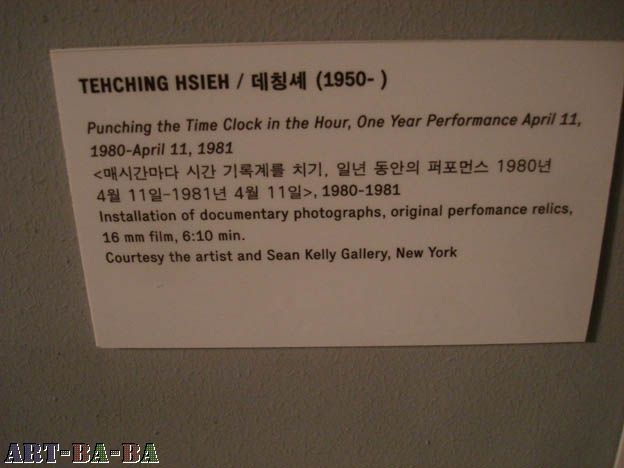 TEHCHING HSIEH / 데칭셰 (1950- )
Punching the Time Clock in the Hour, One Year Performance April 11,
1980-April 11, 1981
<매시간마다 시간 기록계를 치기, 일년 동안의 퍼포먼스 1980년
4월 11일-1981년 4월 11일>, 1980-1981
Installation of documentary photographs, original perfomance relics,
16 mm film, 6:10 min.
Courtesy the artist and Sean Kelly Gallery, New York
ART-BA-BA